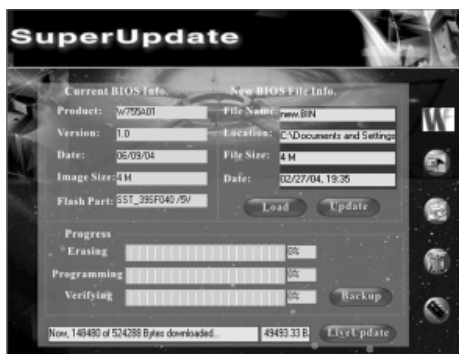 SuperUpdate
Current BIOS Info.
Product: W755A01
Version: 1.0
Date: 06/09/04
Image Size: 4 M
Flash Part: SST_39SF040 /5V
New BIOS File Info.
File Name: new.BIN
Location: C:\Documents and Settings
File Size: 4 M
Date: 02/27/04, 19:35
Load
Update
Progress
Erasing 0%
Programming 0%
Verifying 0%
Backup
Now, 148480 of 524288 Bytes downloaded...
49493.33 B
LiveUpdate